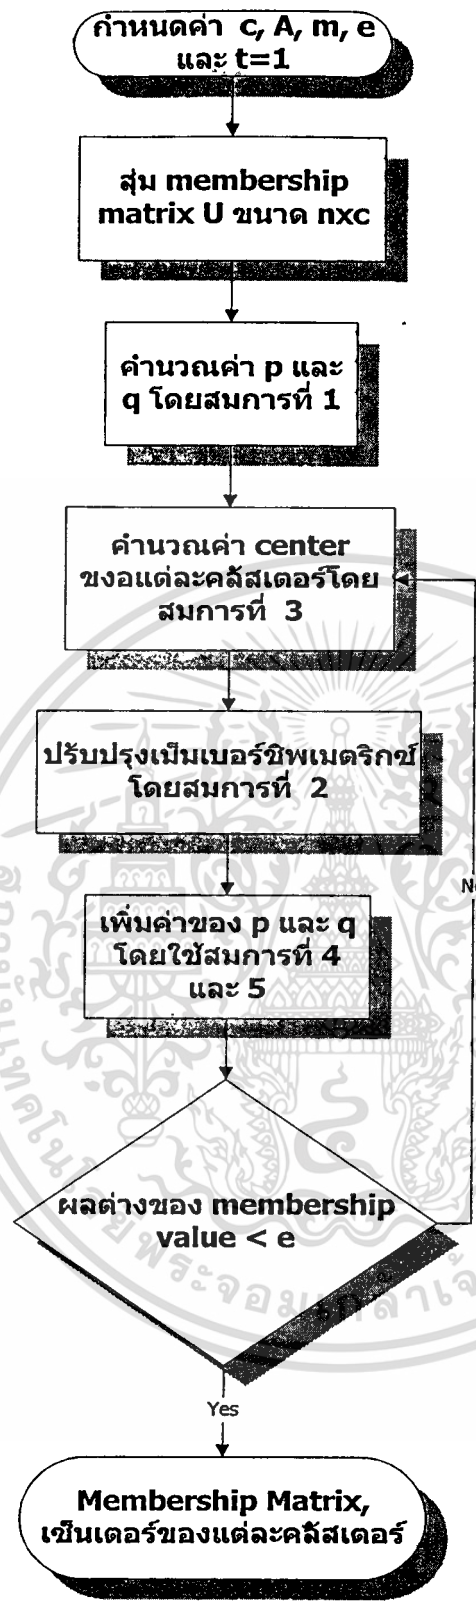 กำหนดค่า c, A, m, e
และ t=1
สุ่ม membership
matrix U ขนาด nxc
คำนวณค่า p และ
q โดยสมการที่ 1
คำนวณค่า center
ของแต่ละคลัสเตอร์โดย
สมการที่ 3
ปรับปรุงเม็มเบอร์ชิพเมตริกซ์
โดยสมการที่ 2
เพิ่มค่าของ p และ q
โดยใช้สมการที่ 4
และ 5
ผลต่างของ membership
value < e
Yes
Membership Matrix,
เซ็นเตอร์ของแต่ละคลัสเตอร์